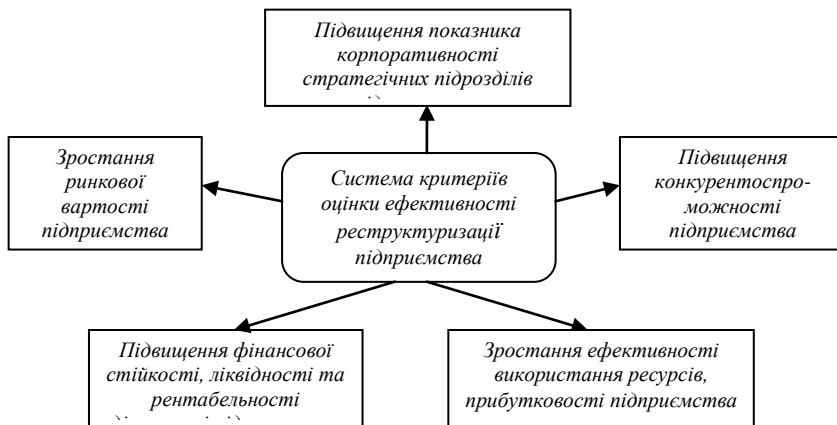 Підвищення показника
корпоративності
стратегічних підрозділів
Зростання
ринкової
вартості
підприємства
Система критеріїв
оцінки ефективності
реструктуризації
підприємства
Підвищення
конкурентоспро-
можності
підприємства
Підвищення фінансової
стійкості, ліквідності та
рентабельності
Зростання ефективності
використання ресурсів,
прибутковості підприємства